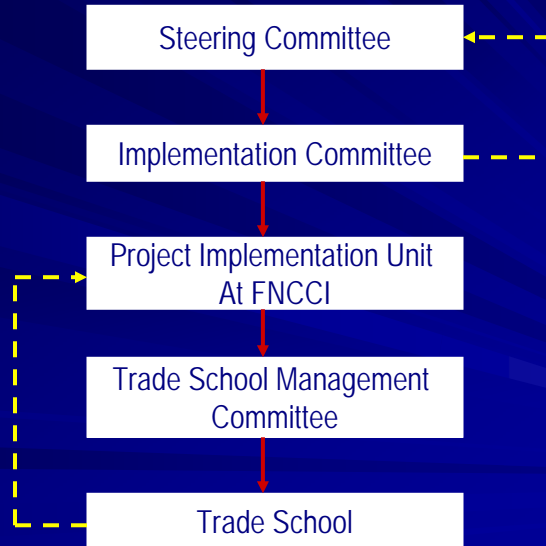 Steering Committee
Implementation Committee
Project Implementation Unit
At FNCCI
Trade School Management
Committee
Trade School